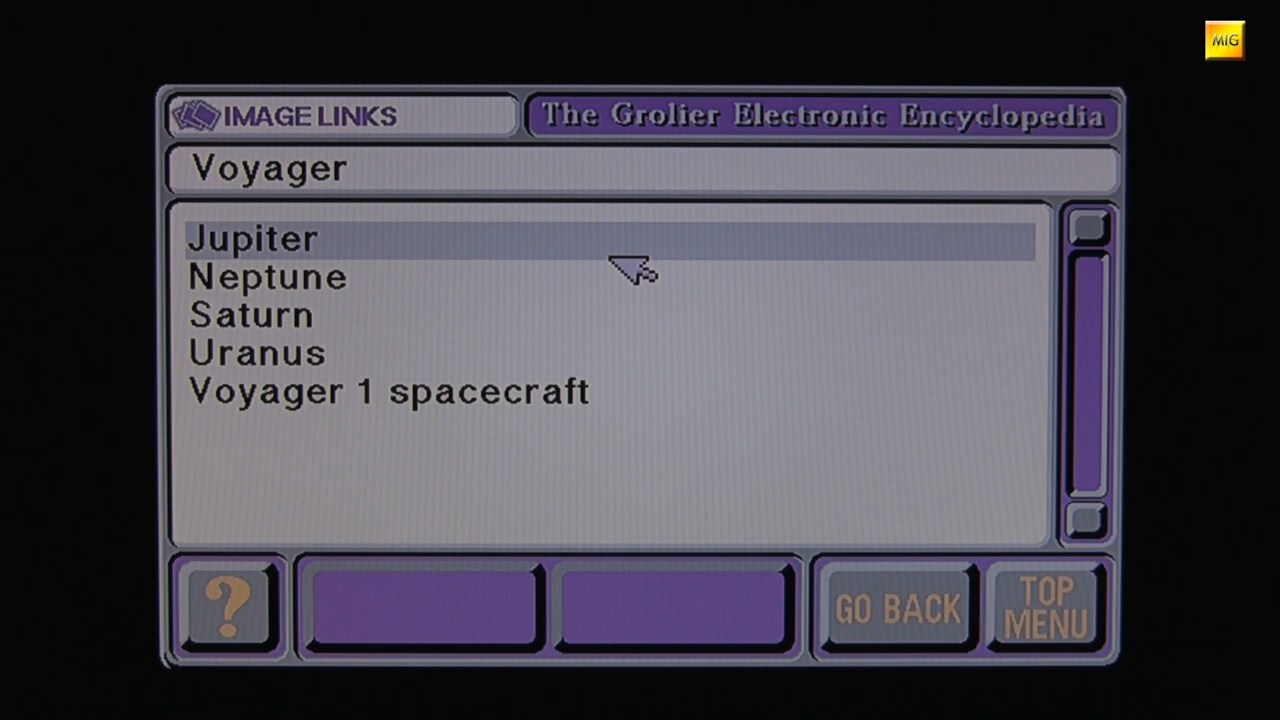 MIG
IMAGE LINKS
The Grolier Electronic Encyclopedia
Voyager
Jupiter
Neptune
Saturn
Uranus
Voyager 1 spacecraft
?
GO BACK
TOP
MENU